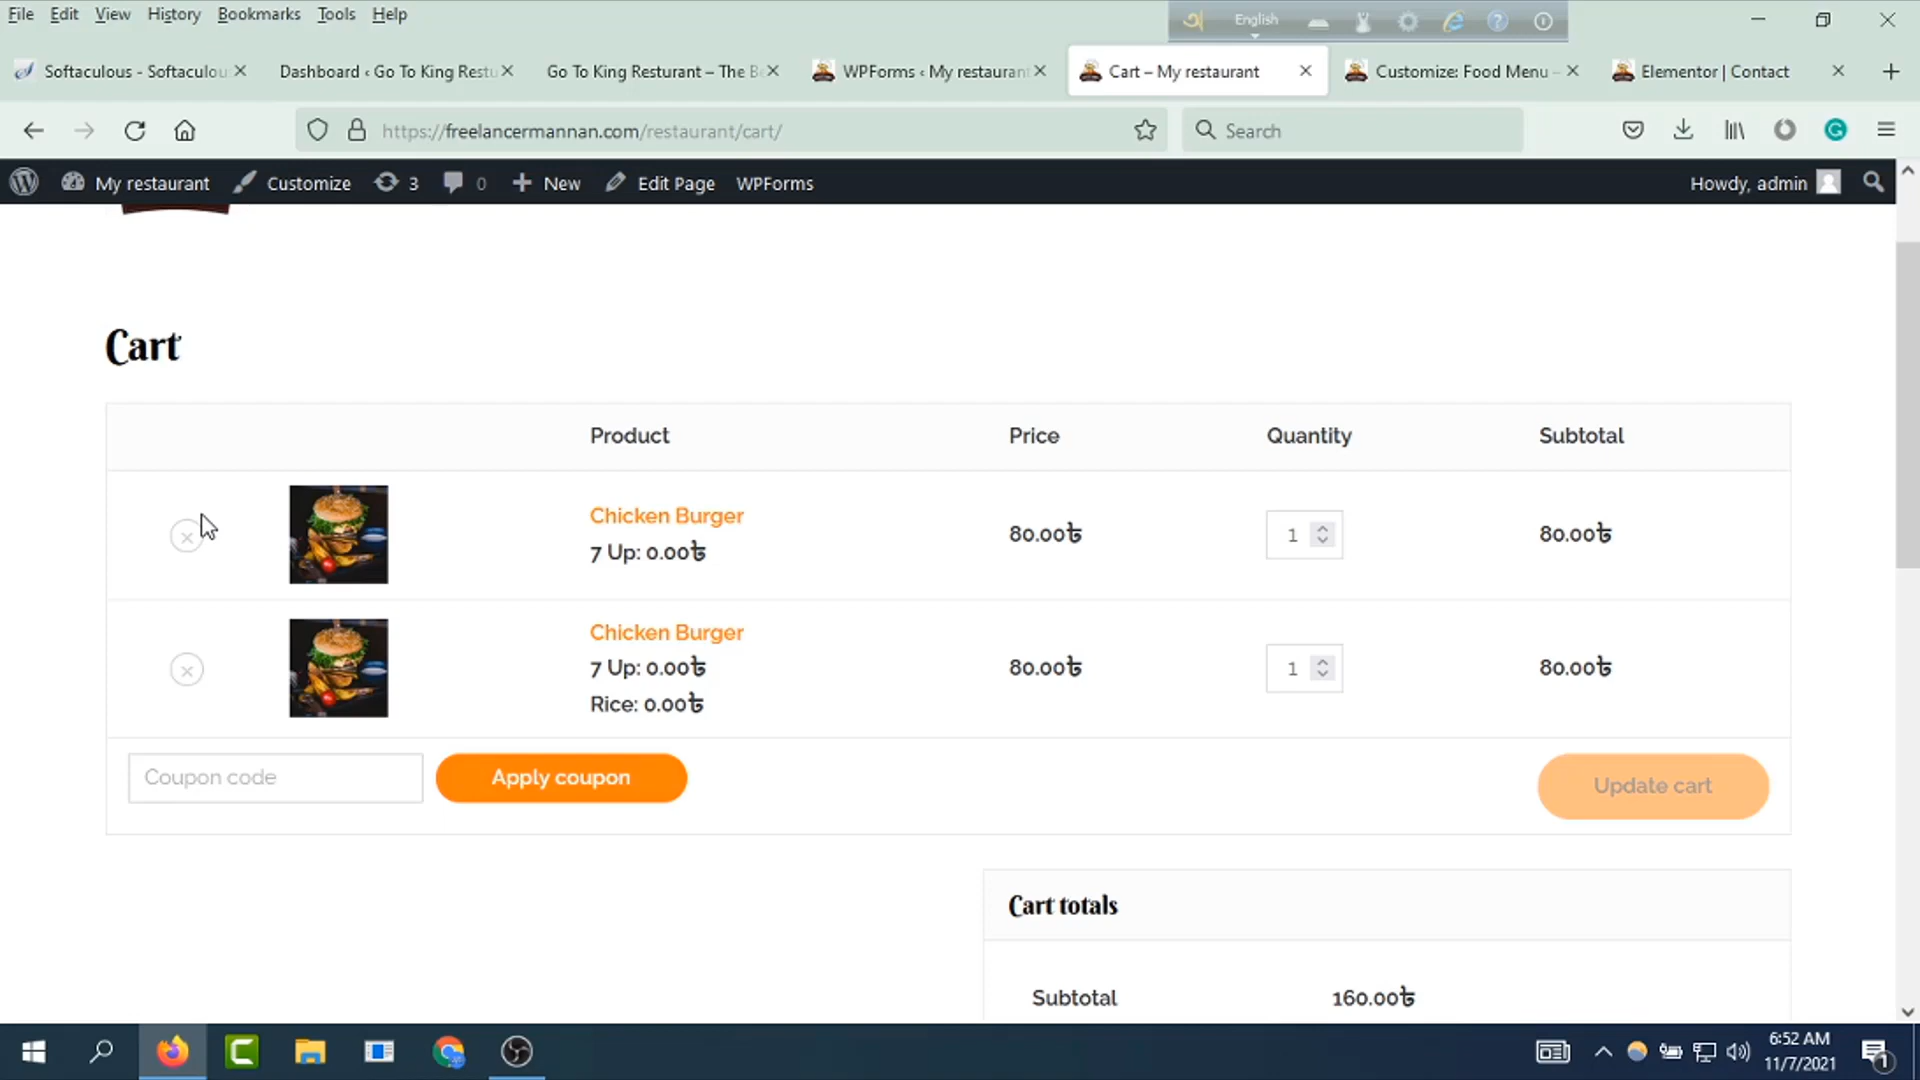 File Edit View History Bookmarks Tools Help
English
Softaculous - Softaculou
Dashboard ‹ Go To King Restu
Go To King Resturant – The Be
WPForms ‹ My restaurant
Cart – My restaurant
Customize: Food Menu –
Elementor | Contact
https://freelancermannan.com/restaurant/cart/
Search
My restaurant Customize 3 0 New Edit Page WPForms
Howdy, admin
Cart
Product Price Quantity Subtotal
Chicken Burger
7 Up: 0.00৳
80.00৳ 1 80.00৳
Chicken Burger
7 Up: 0.00৳
Rice: 0.00৳
80.00৳ 1 80.00৳
Coupon code Apply coupon Update cart
Cart totals
Subtotal 160.00৳
6:52 AM
11/7/2021
1